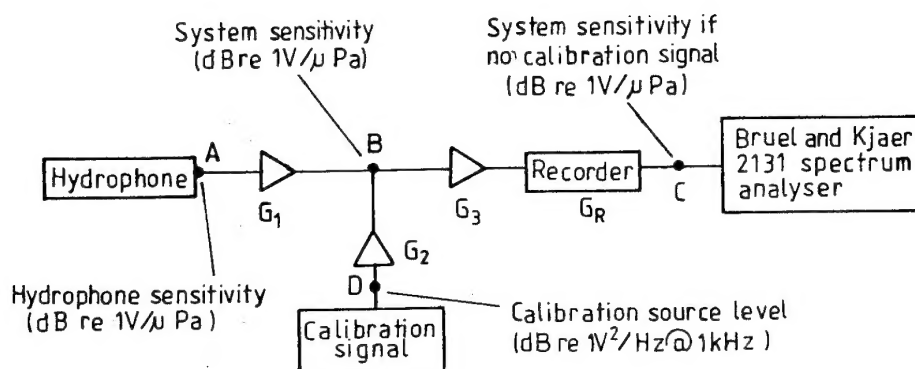 System sensitivity
(dB re 1V/μ Pa)
System sensitivity if
no calibration signal
(dB re 1V/μ Pa)
A
B
Bruel and Kjaer
2131 spectrum
analyser
Hydrophone
Recorder
C
G₁
G₃
G_R
G₂
D
Hydrophone sensitivity
(dB re 1V/μ Pa)
Calibration
signal
Calibration source level
(dB re 1V²/Hz@1kHz)